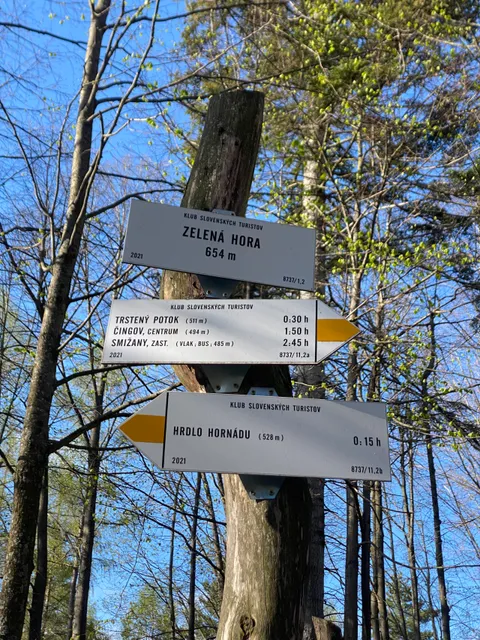 KLUB SLOVENSKÝCH TURISTOV
ZELENÁ HORA
654 m
2021 8737/1,2
KLUB SLOVENSKÝCH TURISTOV
TRSTENÝ POTOK (511 m) 0:30 h
ČINGOV, CENTRUM (494 m) 1:50 h
SMIŽANY, ZAST. (VLAK, BUS; 485 m) 2:45 h
2021 8737/11,2a
KLUB SLOVENSKÝCH TURISTOV
HRDLO HORNÁDU (528 m) 0:15 h
2021 8737/11,2b